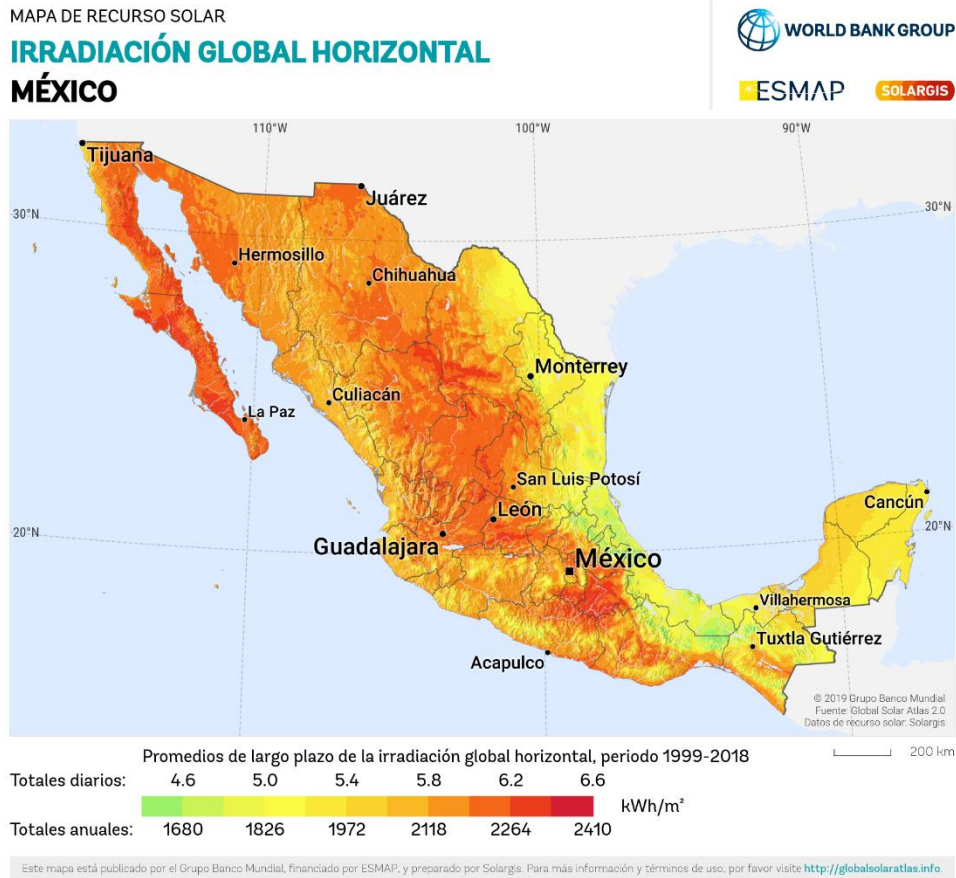 MAPA DE RECURSO SOLAR
IRRADIACIÓN GLOBAL HORIZONTAL
MÉXICO
WORLD BANK GROUP
ESMAP
SOLARGIS
110°W
100°W
90°W
Tijuana
Juárez
30°N
30°N
Hermosillo
Chihuahua
Monterrey
Culiacán
La Paz
San Luis Potosí
León
Cancún
20°N
20°N
Guadalajara
México
Villahermosa
Tuxtla Gutiérrez
Acapulco
© 2019 Grupo Banco Mundial
Fuente: Global Solar Atlas 2.0
Datos de recurso solar: Solargis
200 km
Promedios de largo plazo de la irradiación global horizontal, periodo 1999-2018
Totales diarios: 4.6 5.0 5.4 5.8 6.2 6.6
kWh/m²
Totales anuales: 1680 1826 1972 2118 2264 2410
Este mapa está publicado por el Grupo Banco Mundial, financiado por ESMAP, y preparado por Solargis. Para más información y términos de uso, por favor visite http://globalsolaratlas.info.